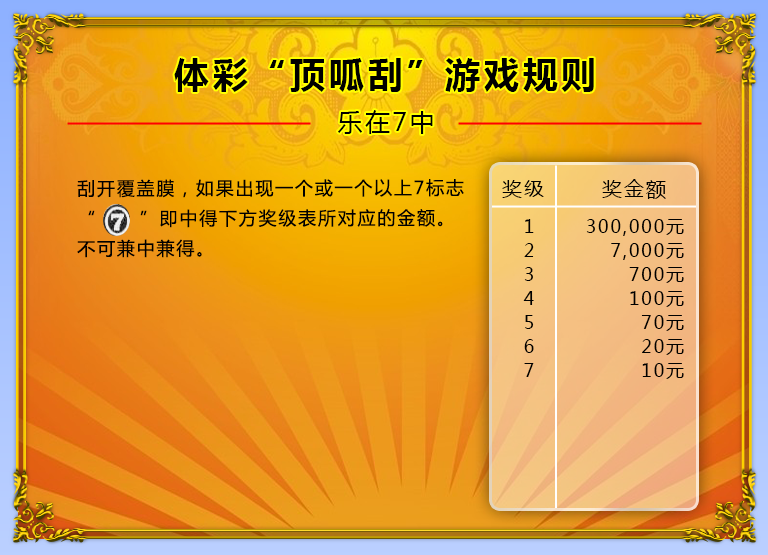 体彩“顶呱刮”游戏规则
乐在7中
刮开覆盖膜，如果出现一个或一个以上7标志
“ 7 ”即中得下方奖级表所对应的金额。
不可兼中兼得。
奖级 奖金额
1 300,000元
2 7,000元
3 700元
4 100元
5 70元
6 20元
7 10元